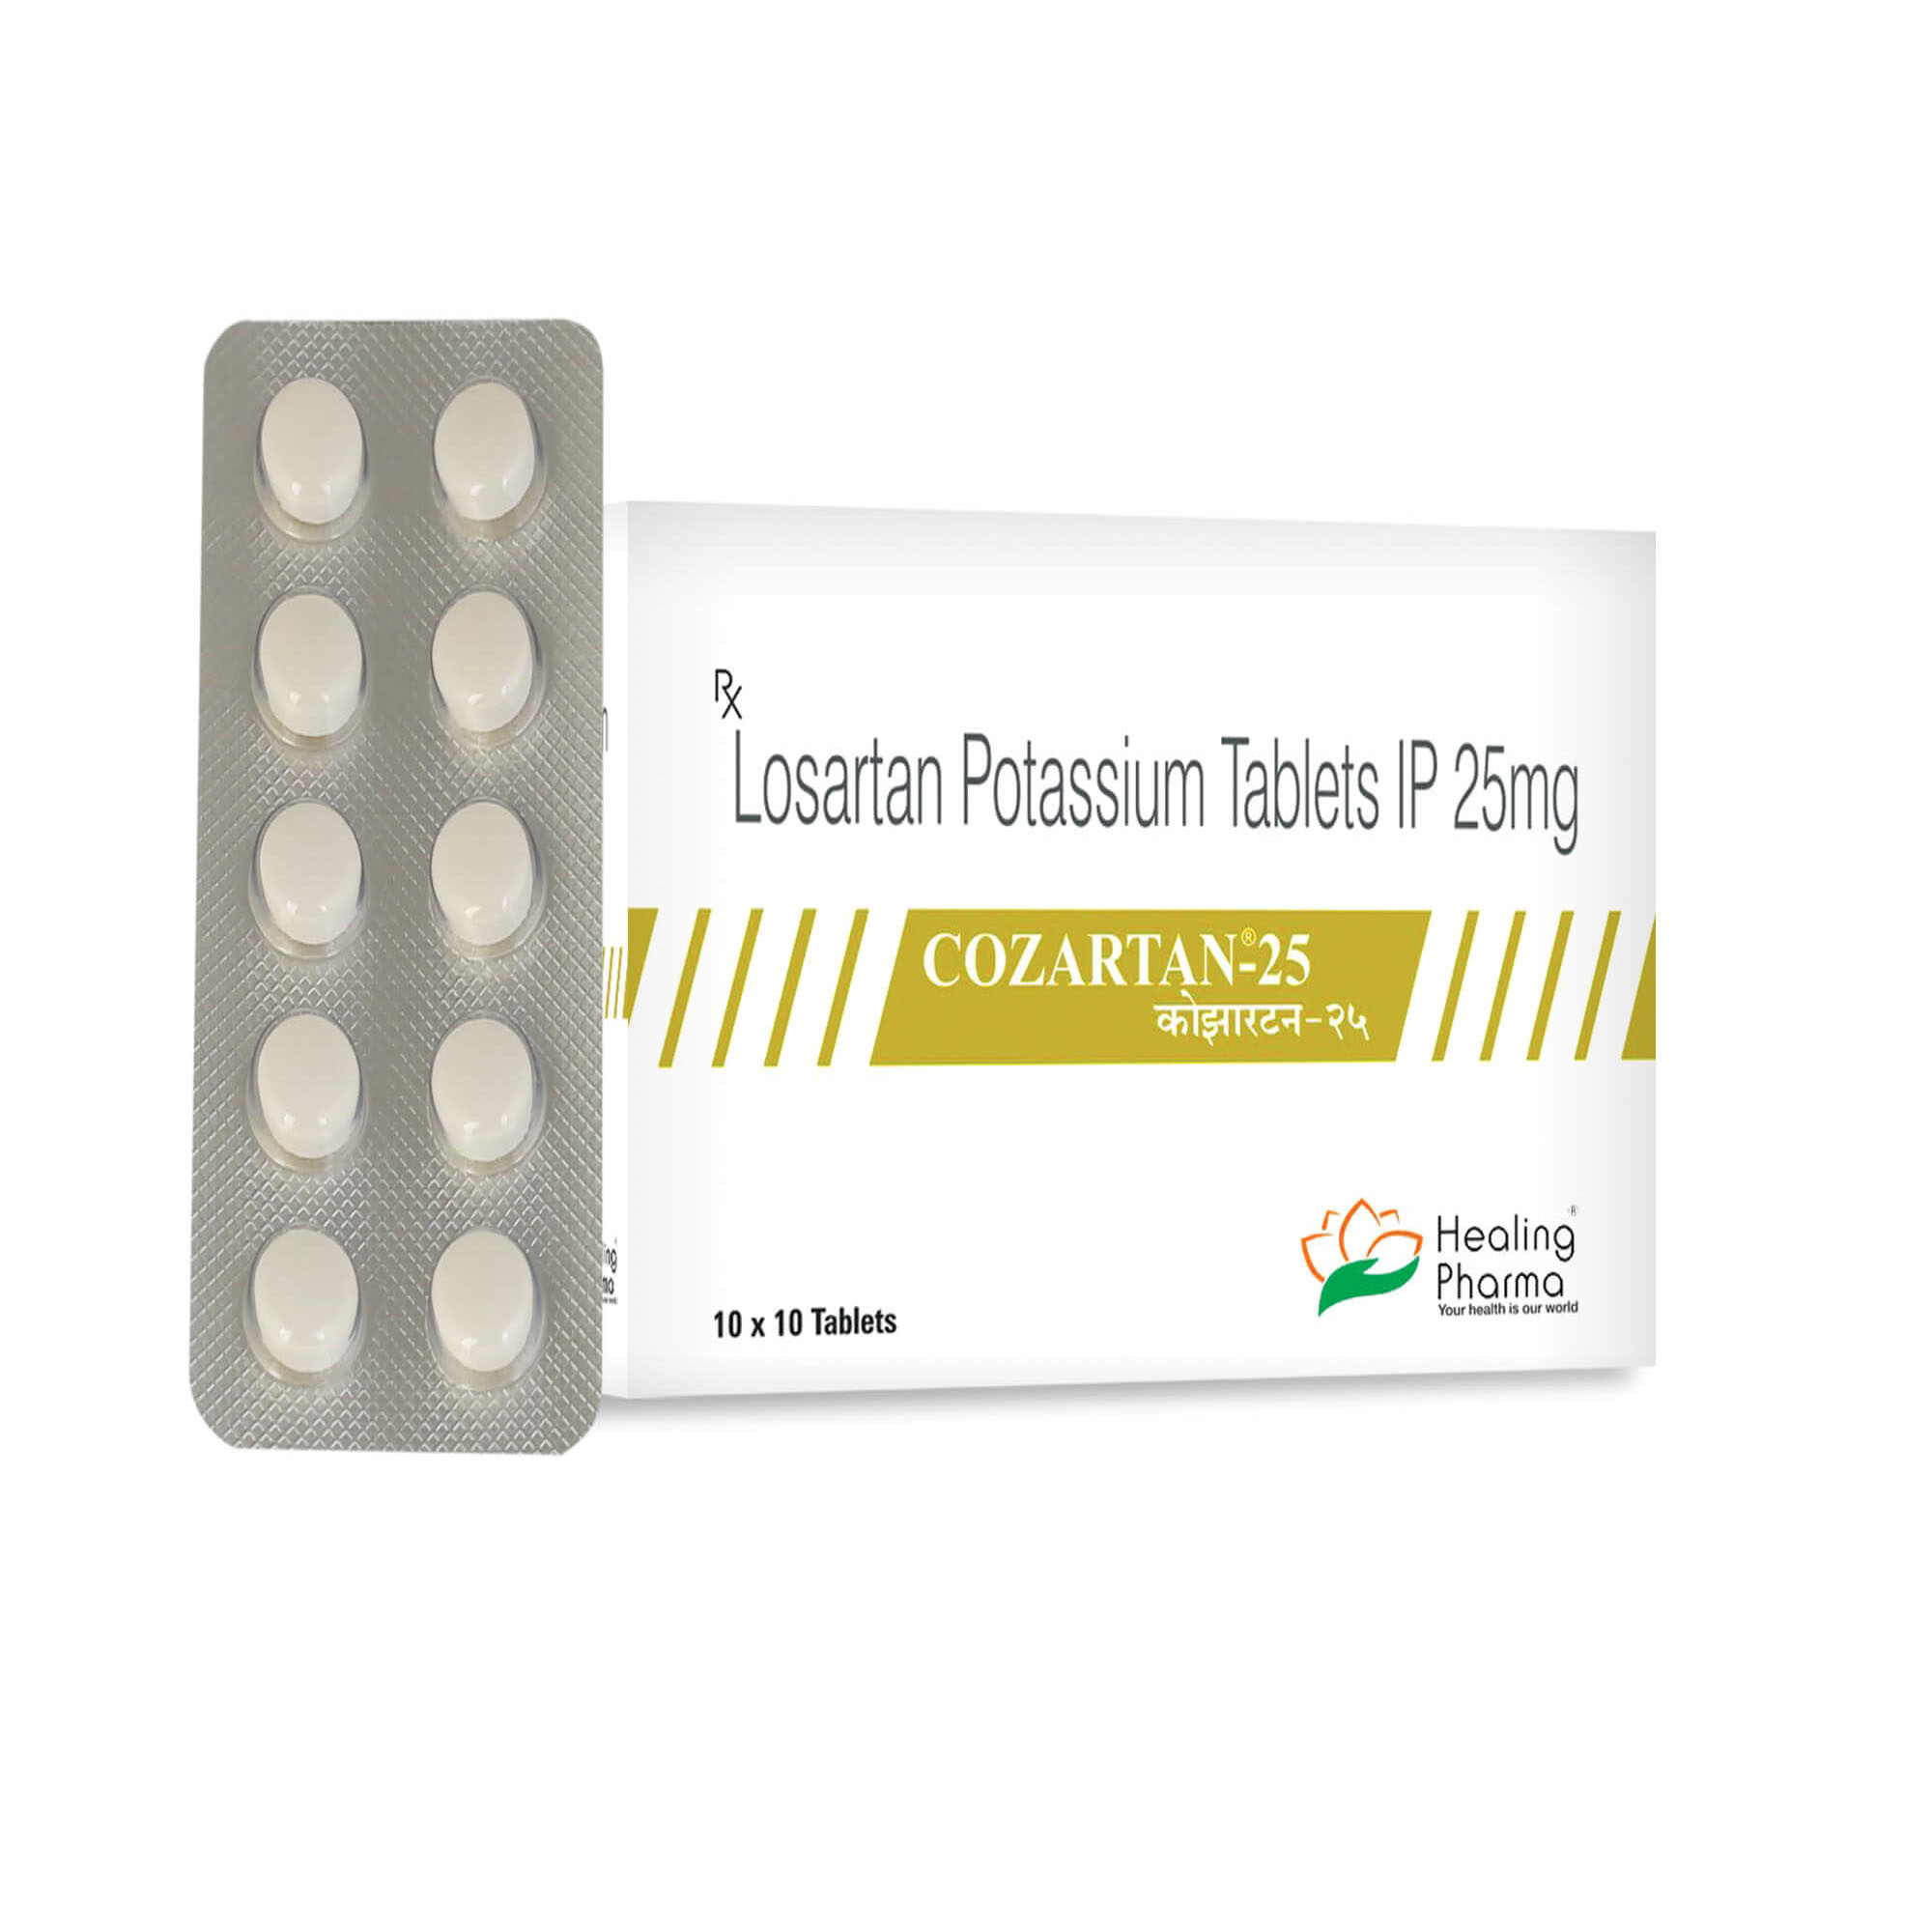 Rx
Losartan Potassium Tablets IP 25mg
COZARTAN®-25
कोझारटन-२५
10 x 10 Tablets
Healing®
Pharma
Your health is our world